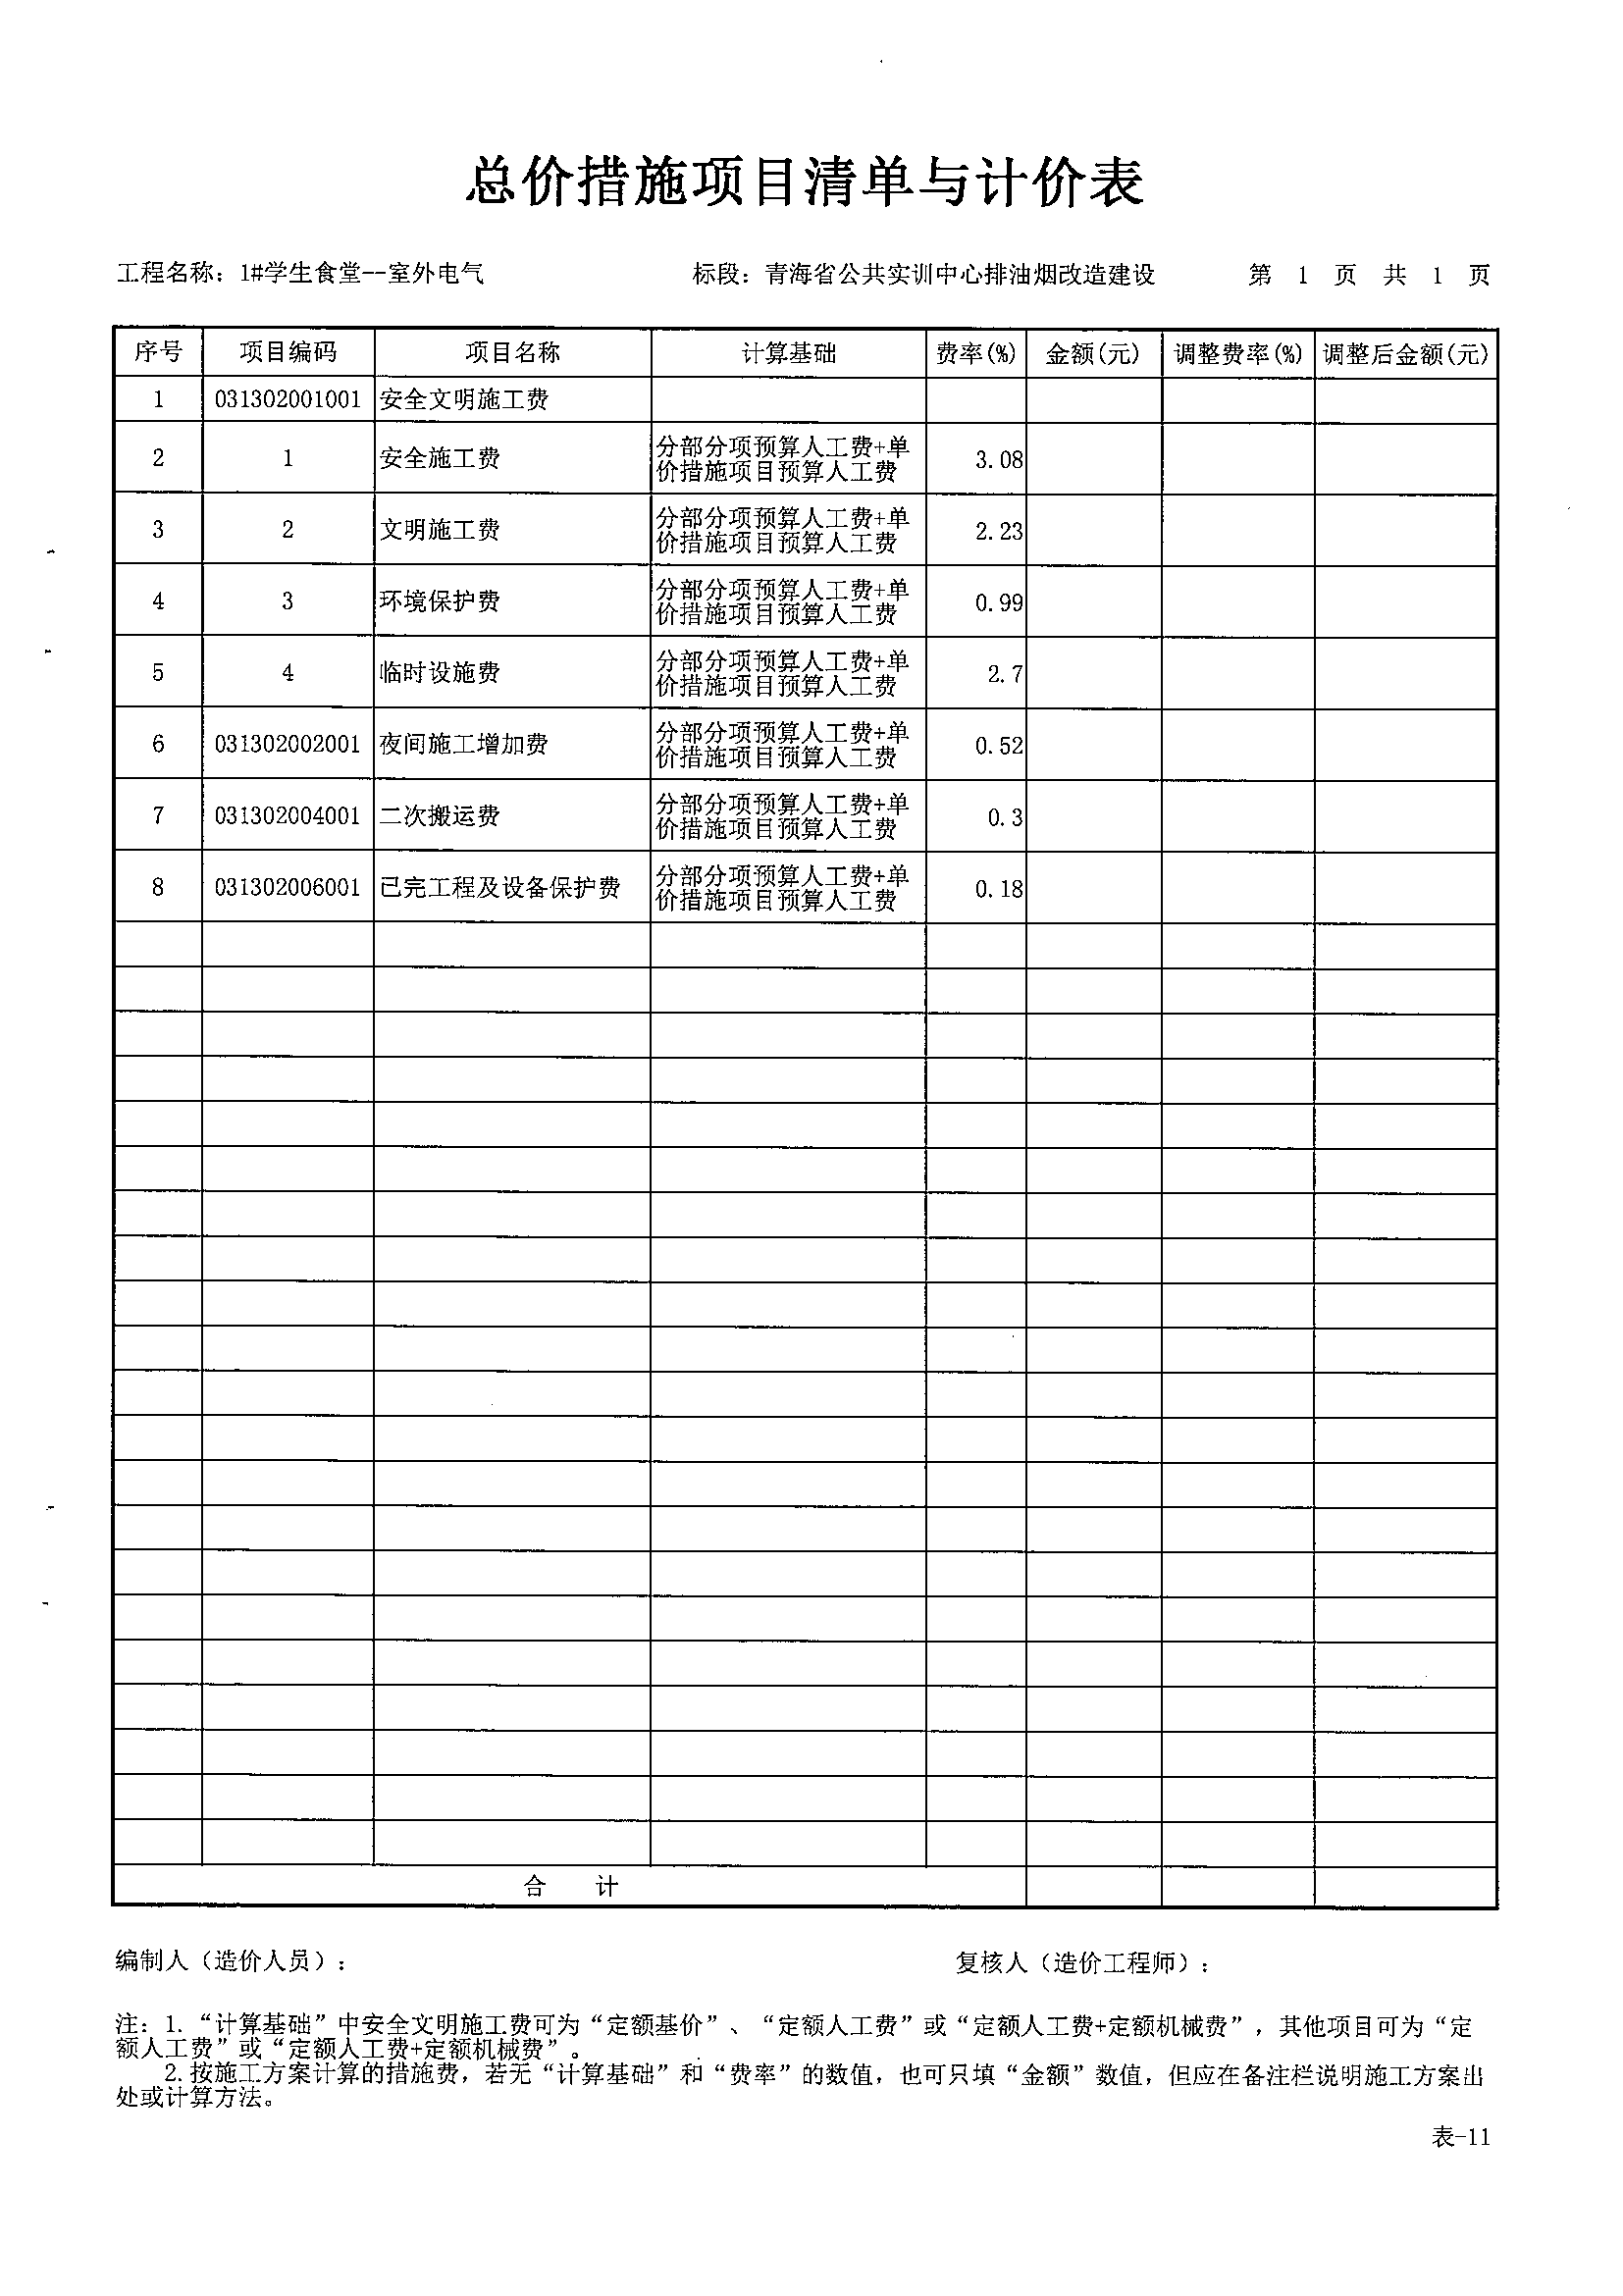 总价措施项目清单与计价表
工程名称：1#学生食堂--室外电气 标段：青海省公共实训中心排油烟改造建设 第 1 页 共 1 页
序号 项目编码 项目名称 计算基础 费率(%) 金额(元) 调整费率(%) 调整后金额(元)
1 031302001001 安全文明施工费
2 1 安全施工费 分部分项预算人工费+单
价措施项目预算人工费 3.08
3 2 文明施工费 分部分项预算人工费+单
价措施项目预算人工费 2.23
4 3 环境保护费 分部分项预算人工费+单
价措施项目预算人工费 0.99
5 4 临时设施费 分部分项预算人工费+单
价措施项目预算人工费 2.7
6 031302002001 夜间施工增加费 分部分项预算人工费+单
价措施项目预算人工费 0.52
7 031302004001 二次搬运费 分部分项预算人工费+单
价措施项目预算人工费 0.3
8 031302006001 已完工程及设备保护费 分部分项预算人工费+单
价措施项目预算人工费 0.18
合 计
编制人（造价人员）： 复核人（造价工程师）：
注：1.“计算基础”中安全文明施工费可为“定额基价”、“定额人工费”或“定额人工费+定额机械费”，其他项目可为“定
额人工费”或“定额人工费+定额机械费”。
2.按施工方案计算的措施费，若无“计算基础”和“费率”的数值，也可只填“金额”数值，但应在备注栏说明施工方案出
处或计算方法。
表-11